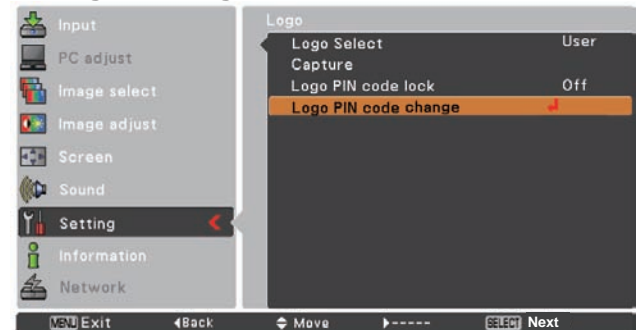 Input
PC adjust
Image select
Image adjust
Screen
Sound
Setting
Information
Network
Logo
Logo Select User
Capture
Logo PIN code lock Off
Logo PIN code change
MENU Exit ◀Back Move ▶----- SELECT Next